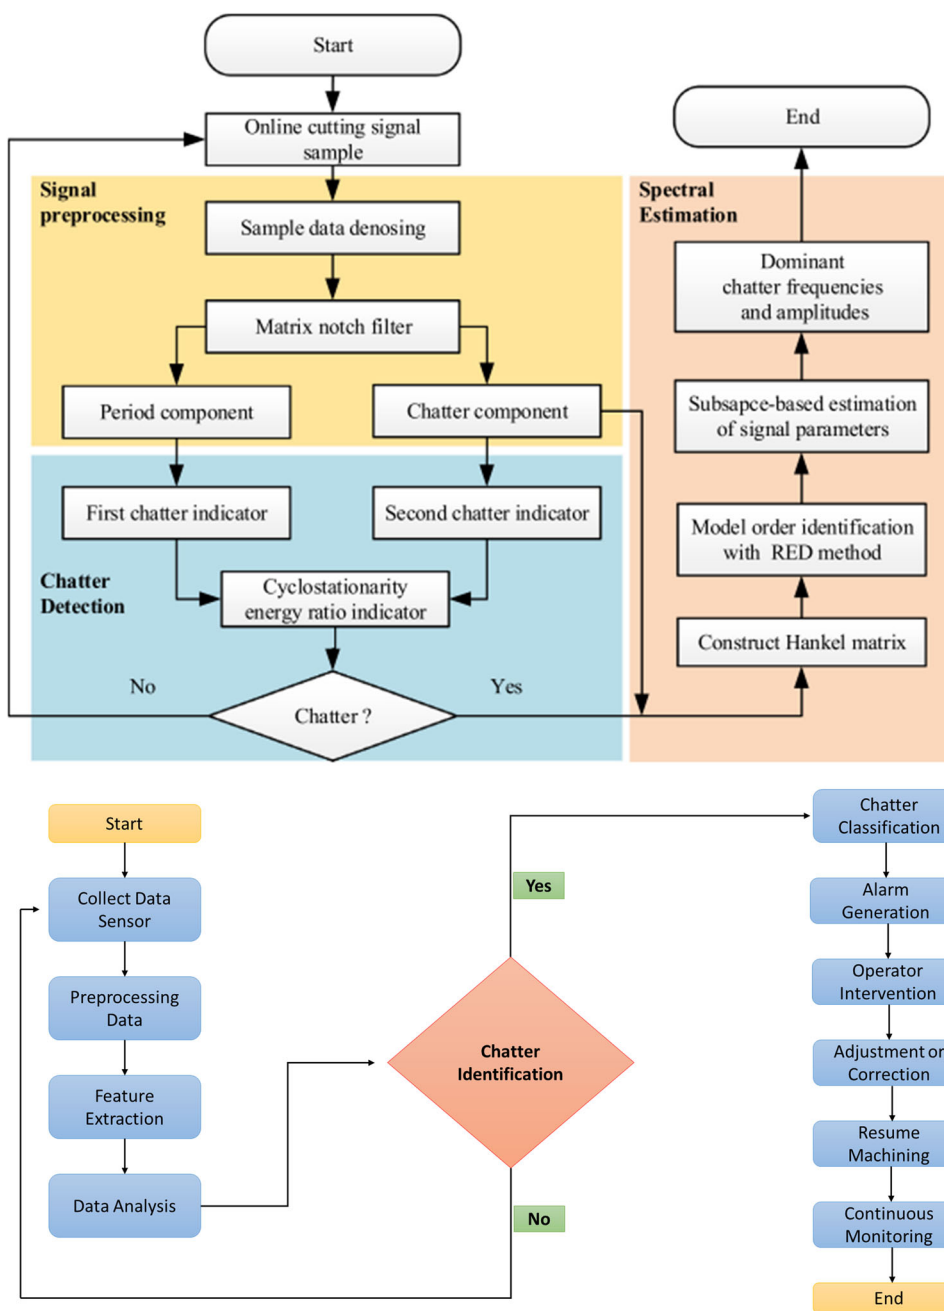 Start
Online cutting signal
sample
Signal
preprocessing
Sample data denosing
Matrix notch filter
Period component
Chatter component
First chatter indicator
Second chatter indicator
Chatter
Detection
Cyclostationarity
energy ratio indicator
No
Yes
Chatter ?
End
Spectral
Estimation
Dominant
chatter frequencies
and amplitudes
Subsapce-based estimation
of signal parameters
Model order identification
with RED method
Construct Hankel matrix
Start
Collect Data
Sensor
Preprocessing
Data
Feature
Extraction
Data Analysis
Chatter
Identification
Yes
No
Chatter
Classification
Alarm
Generation
Operator
Intervention
Adjustment or
Correction
Resume
Machining
Continuous
Monitoring
End